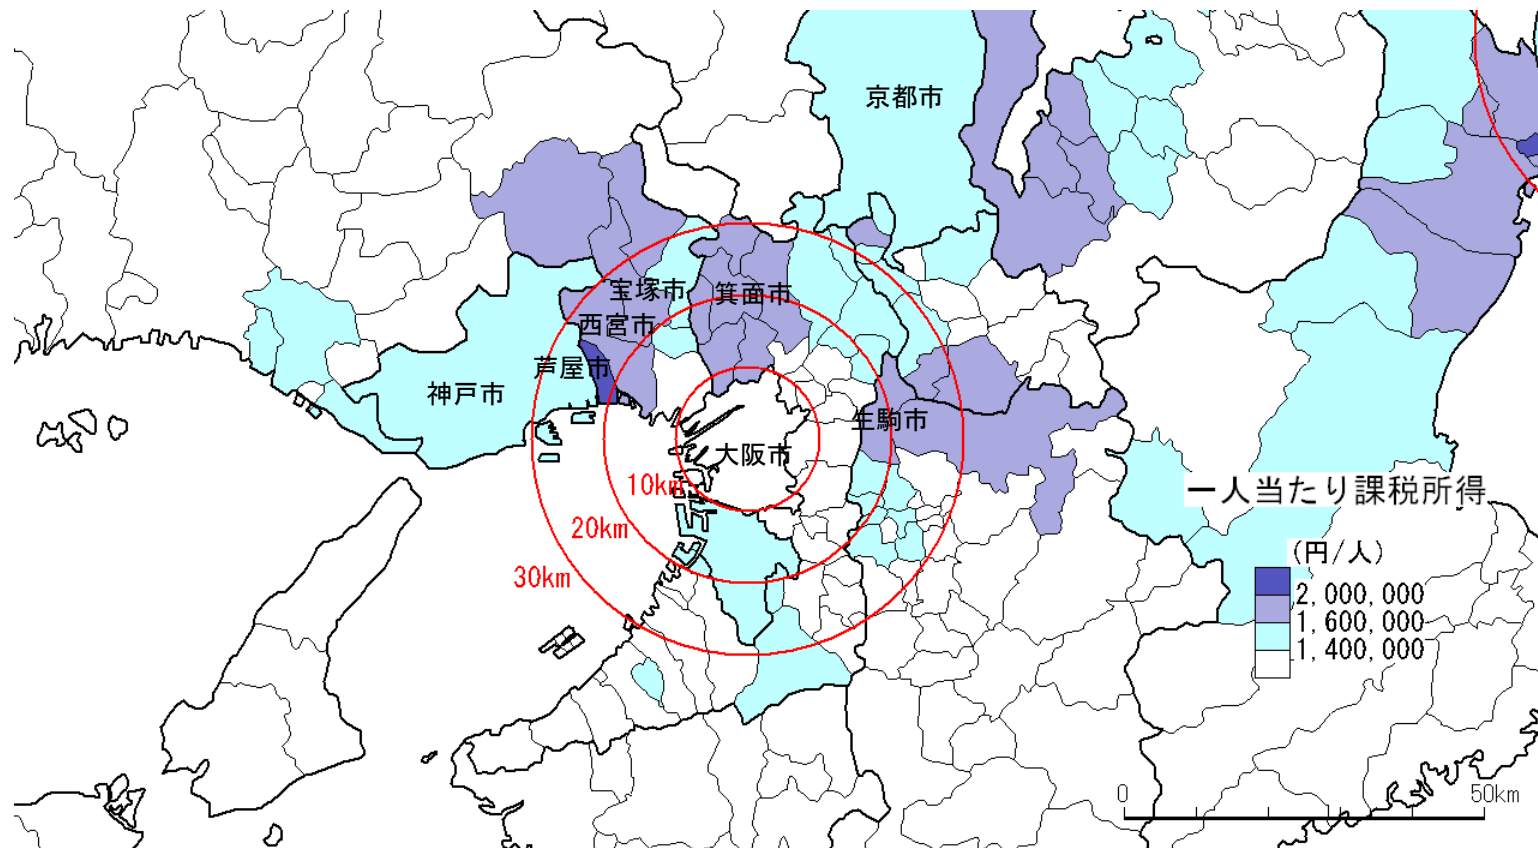 京都市
宝塚市
箕面市
西宮市
芦屋市
神戸市
生駒市
大阪市
10km
20km
30km
一人当たり課税所得
(円/人)
2,000,000
1,600,000
1,400,000
0
50km